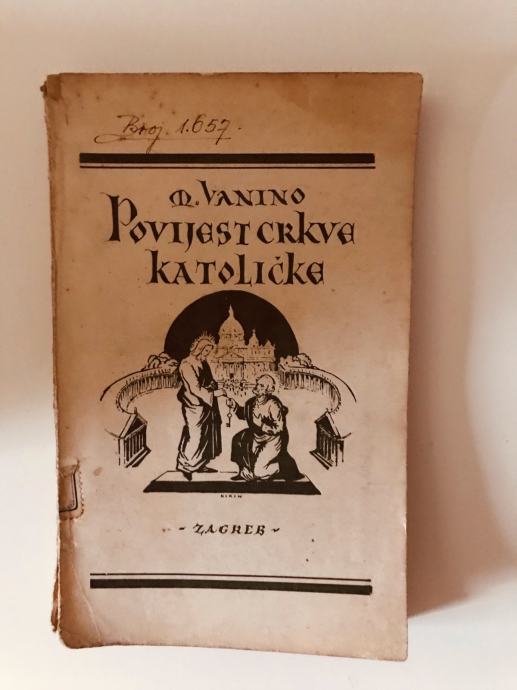 Broj. 1.657.
M. VANINO
POVIJEST CRKVE
KATOLIČKE
KIRIN
- ZAGREB -